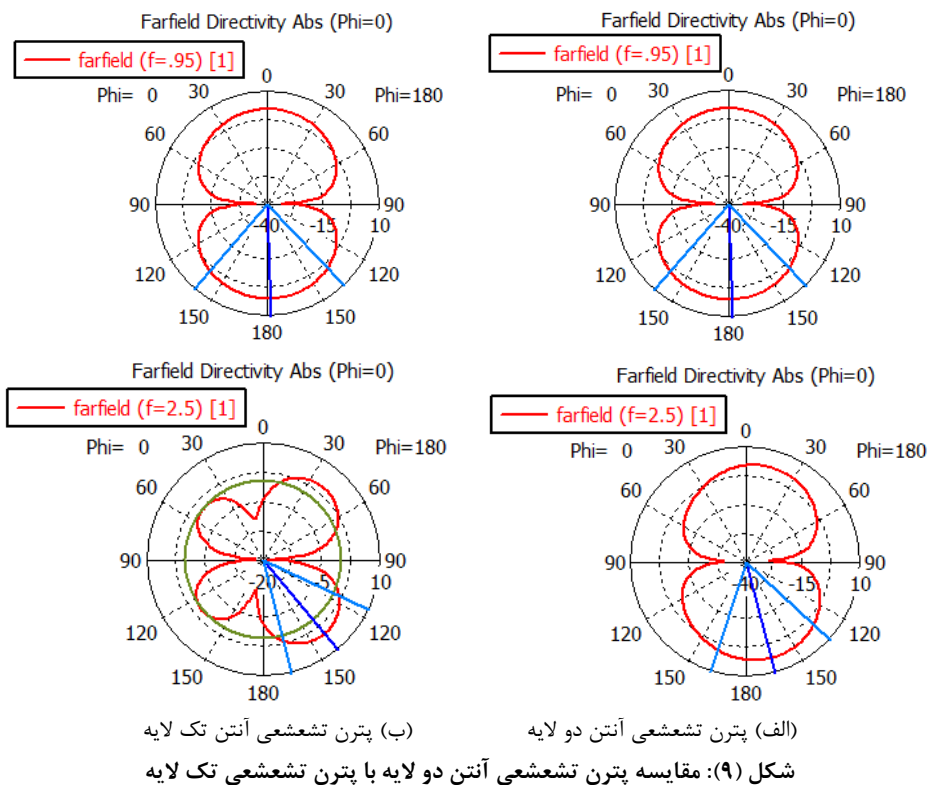 Farfield Directivity Abs (Phi=0)
farfield (f=.95) [1]
0
Phi= 0 30 30 Phi=180
60 60
90 -40 -15 10 90
120 120
150 150
180
Farfield Directivity Abs (Phi=0)
farfield (f=.95) [1]
0
Phi= 0 30 30 Phi=180
60 60
90 -40 -15 10 90
120 120
150 150
180
Farfield Directivity Abs (Phi=0)
farfield (f=2.5) [1]
0
Phi= 0 30 30 Phi=180
60 60
90 -20 -5 10 90
120 120
150 150
180
Farfield Directivity Abs (Phi=0)
farfield (f=2.5) [1]
0
Phi= 0 30 30 Phi=180
60 60
90 -40 -15 10 90
120 120
150 150
180
(الف) پترن تشعشعی آنتن دو لایه (ب) پترن تشعشعی آنتن تک لایه
شکل (۹): مقایسه پترن تشعشعی آنتن دو لایه با پترن تشعشعی تک لایه